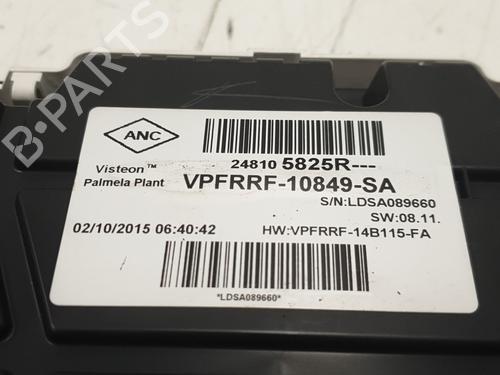 B-PARTS
ANC
24810 5825R---
Visteon™
Palmela Plant
VPFRRF-10849-SA
S/N:LDSA089660
SW:08.11.
02/10/2015 06:40:42
HW:VPFRRF-14B115-FA
*LDSA089660*